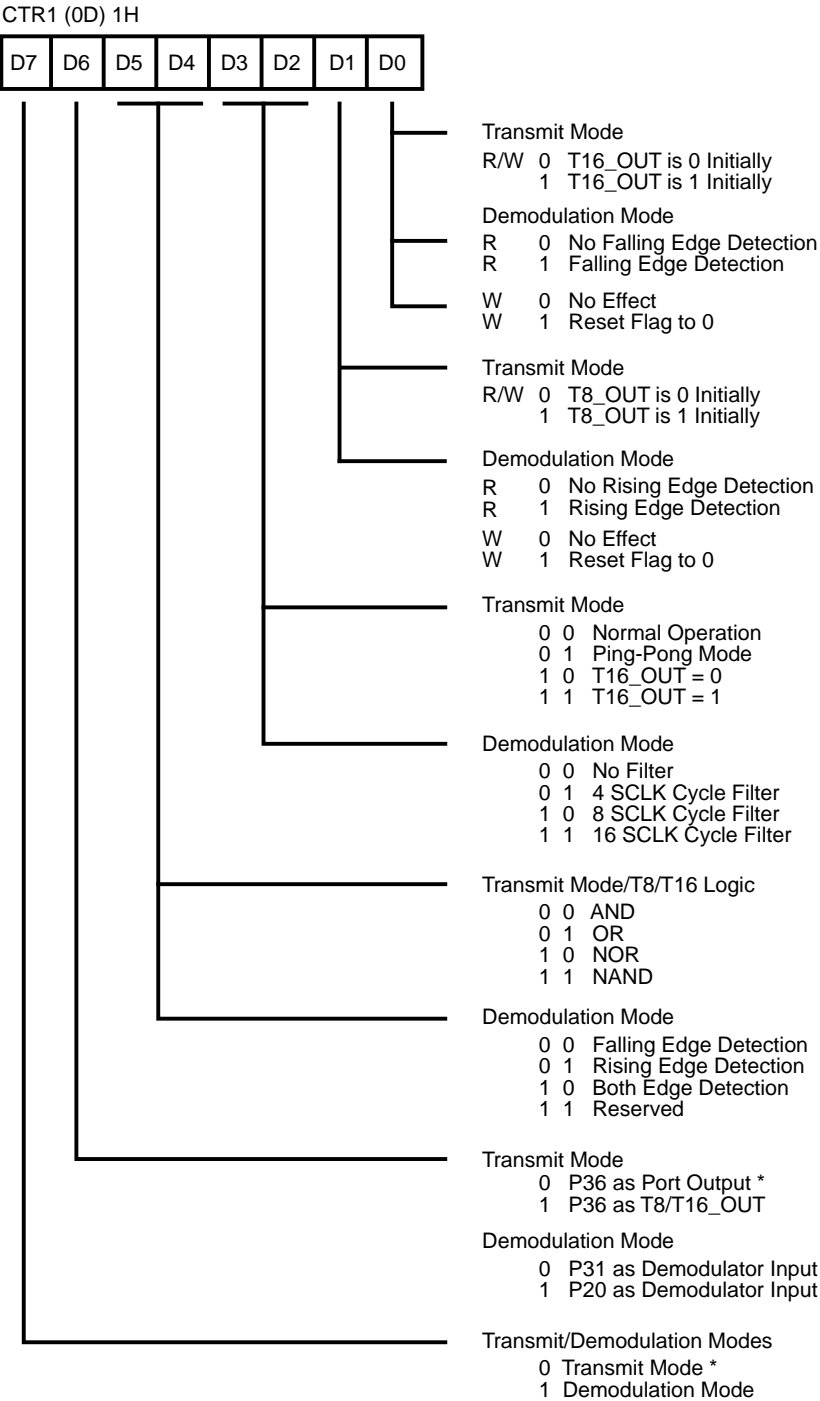 CTR1 (0D) 1H
D7 D6 D5 D4 D3 D2 D1 D0
Transmit Mode
R/W 0 T16_OUT is 0 Initially
1 T16_OUT is 1 Initially
Demodulation Mode
R 0 No Falling Edge Detection
R 1 Falling Edge Detection
W 0 No Effect
W 1 Reset Flag to 0
Transmit Mode
R/W 0 T8_OUT is 0 Initially
1 T8_OUT is 1 Initially
Demodulation Mode
R 0 No Rising Edge Detection
R 1 Rising Edge Detection
W 0 No Effect
W 1 Reset Flag to 0
Transmit Mode
0 0 Normal Operation
0 1 Ping-Pong Mode
1 0 T16_OUT = 0
1 1 T16_OUT = 1
Demodulation Mode
0 0 No Filter
0 1 4 SCLK Cycle Filter
1 0 8 SCLK Cycle Filter
1 1 16 SCLK Cycle Filter
Transmit Mode/T8/T16 Logic
0 0 AND
0 1 OR
1 0 NOR
1 1 NAND
Demodulation Mode
0 0 Falling Edge Detection
0 1 Rising Edge Detection
1 0 Both Edge Detection
1 1 Reserved
Transmit Mode
0 P36 as Port Output *
1 P36 as T8/T16_OUT
Demodulation Mode
0 P31 as Demodulator Input
1 P20 as Demodulator Input
Transmit/Demodulation Modes
0 Transmit Mode *
1 Demodulation Mode